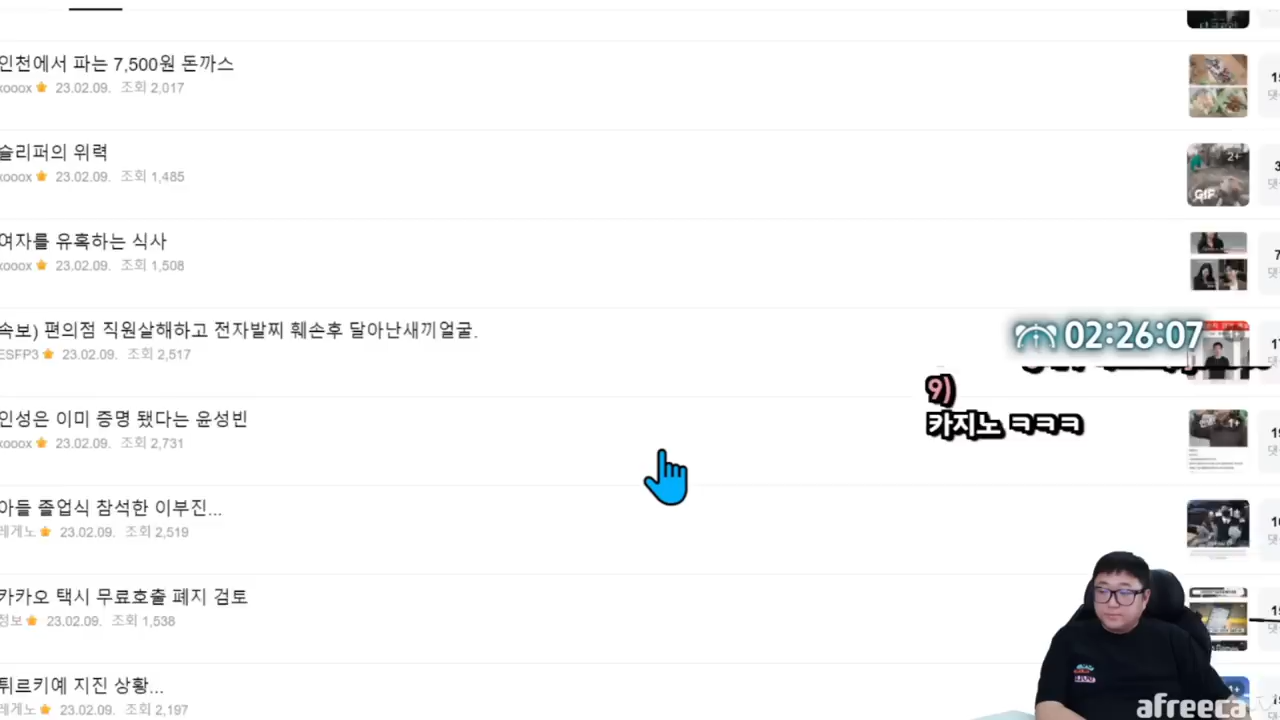 인천에서 파는 7,500원 돈까스
xooox 23.02.09. 조회 2,017
슬리퍼의 위력
xooox 23.02.09. 조회 1,485
2+
GIF
여자를 유혹하는 식사
xooox 23.02.09. 조회 1,508
속보) 편의점 직원살해하고 전자발찌 훼손후 달아난새끼얼굴.
ESFP3 23.02.09. 조회 2,517
02:26:07
9)
카지노 ㅋㅋㅋ
인성은 이미 증명 됐다는 윤성빈
xooox 23.02.09. 조회 2,731
1+
아들 졸업식 참석한 이부진...
레게노 23.02.09. 조회 2,519
카카오 택시 무료호출 폐지 검토
정보 23.02.09. 조회 1,538
튀르키예 지진 상황...
레게노 23.02.09. 조회 2,197
1+
afreeca